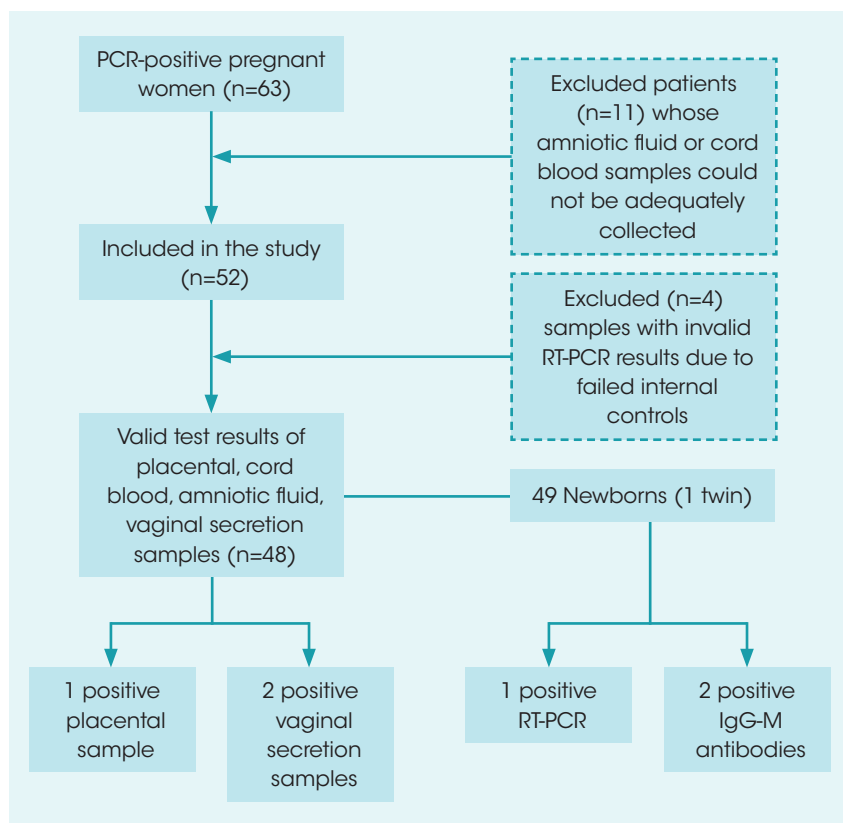 PCR-positive pregnant
women (n=63)
Excluded patients
(n=11) whose
amniotic fluid or cord
blood samples could
not be adequately
collected
Included in the study
(n=52)
Excluded (n=4)
samples with invalid
RT-PCR results due to
failed internal
controls
Valid test results of
placental, cord
blood, amniotic fluid,
vaginal secretion
samples (n=48)
49 Newborns (1 twin)
1 positive
placental
sample
2 positive
vaginal
secretion
samples
1 positive
RT-PCR
2 positive
IgG-M
antibodies